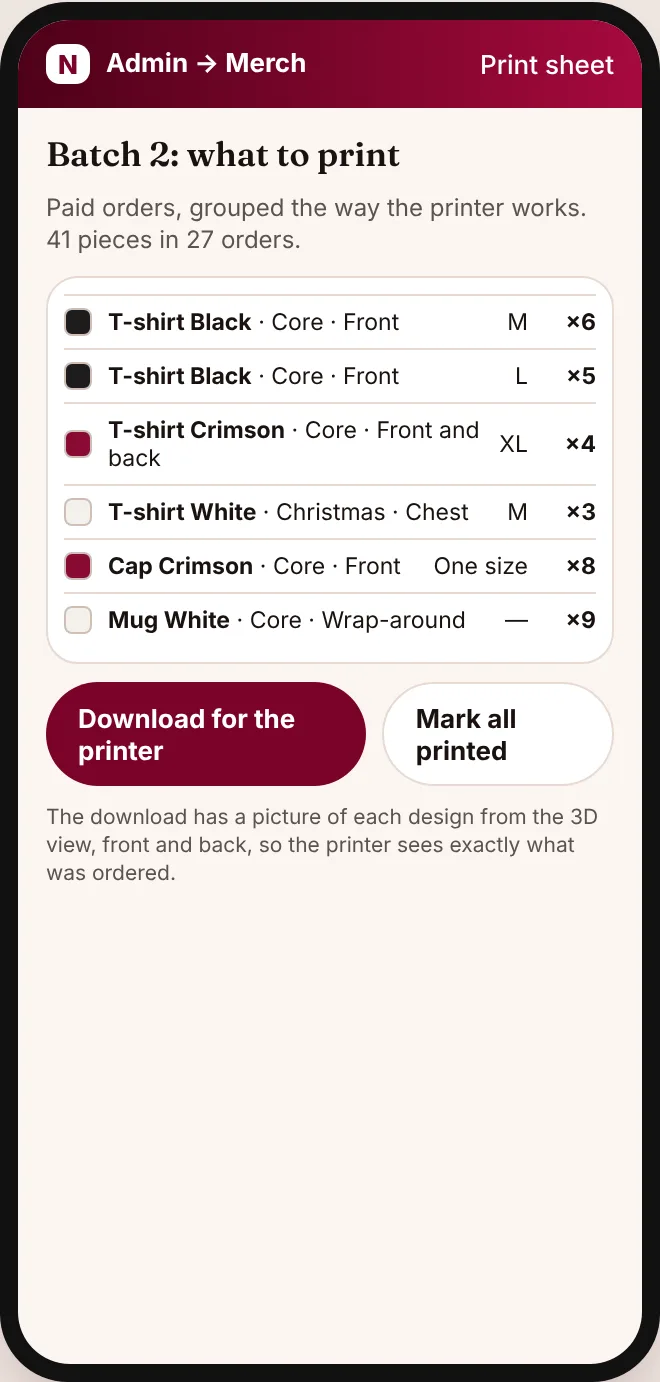 N Admin → Merch Print sheet
Batch 2: what to print
Paid orders, grouped the way the printer works.
41 pieces in 27 orders.
T-shirt Black · Core · Front M ×6
T-shirt Black · Core · Front L ×5
T-shirt Crimson · Core · Front and
back XL ×4
T-shirt White · Christmas · Chest M ×3
Cap Crimson · Core · Front One size ×8
Mug White · Core · Wrap-around — ×9
Download for the
printer
Mark all
printed
The download has a picture of each design from the 3D
view, front and back, so the printer sees exactly what
was ordered.